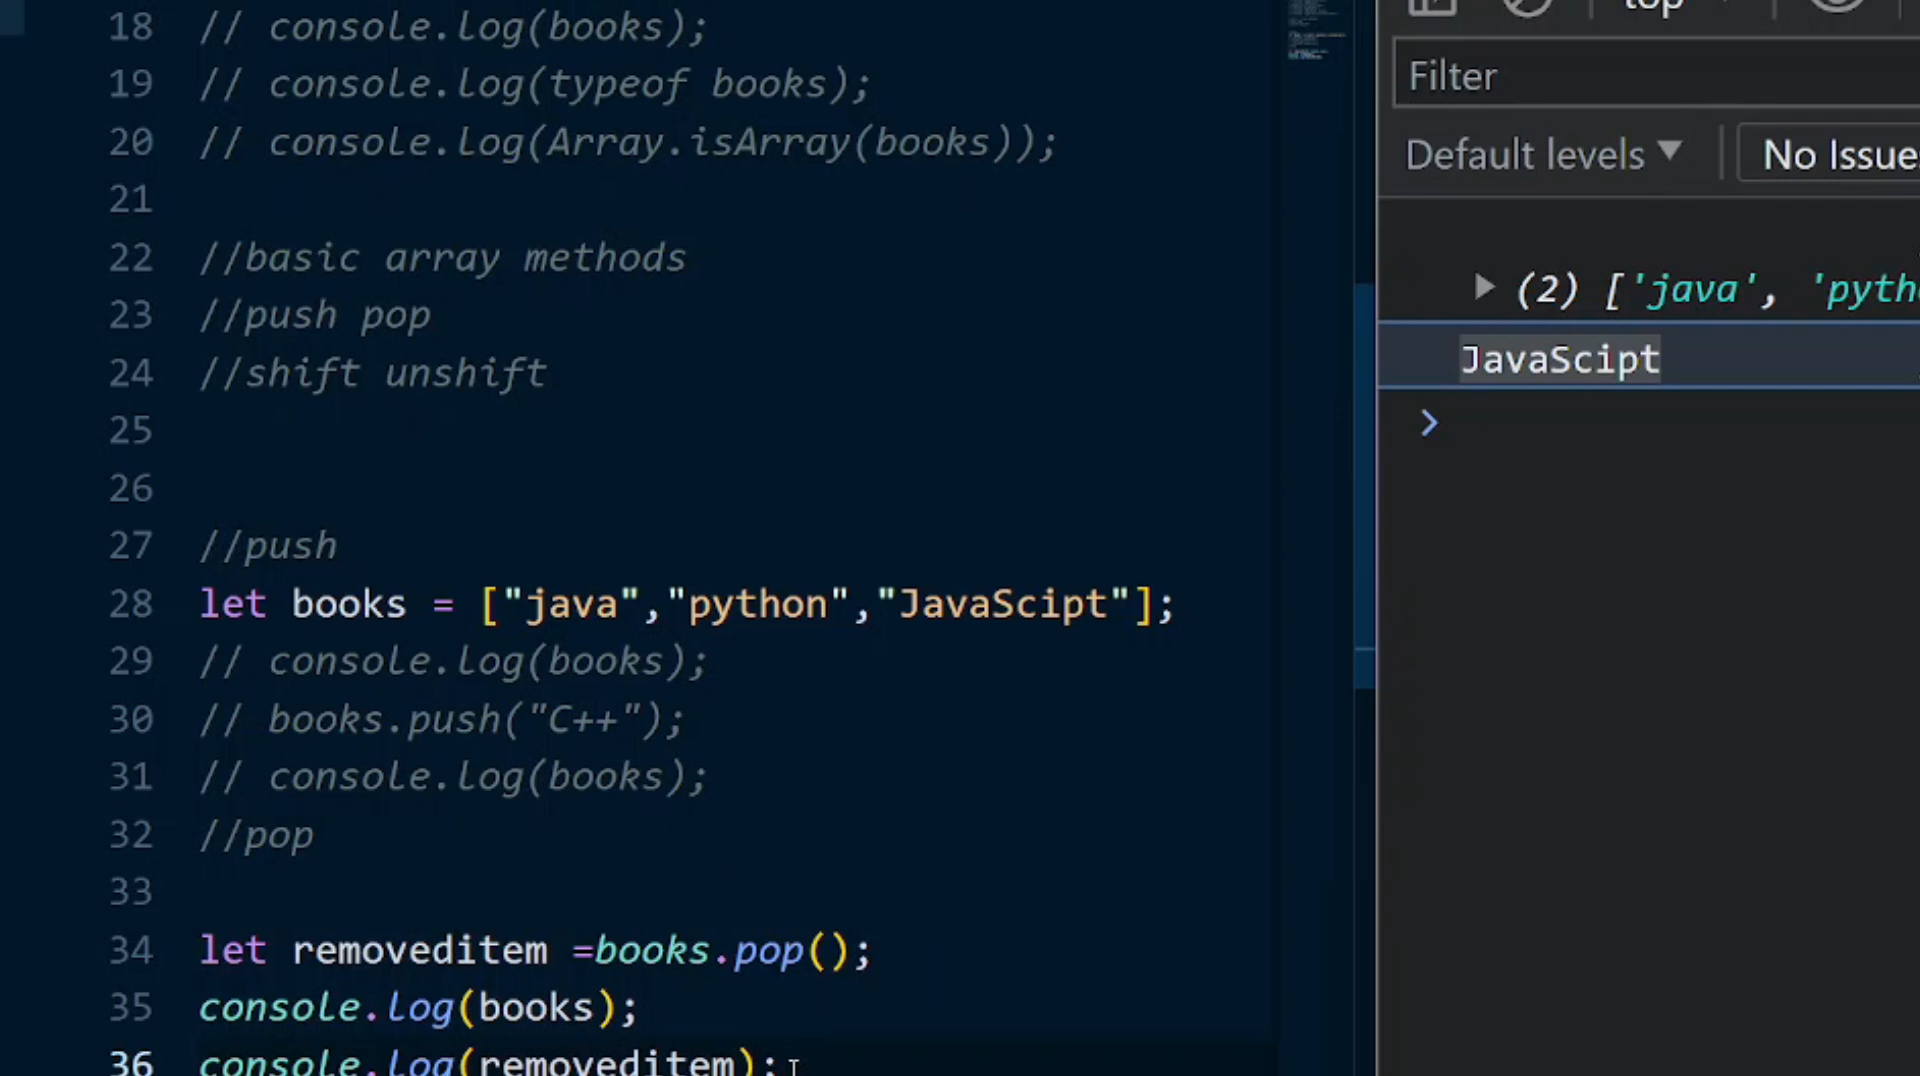 18 // console.log(books);
19 // console.log(typeof books);
20 // console.log(Array.isArray(books));
21
22 //basic array methods
23 //push pop
24 //shift unshift
25
26
27 //push
28 let books = ["java","python","JavaScipt"];
29 // console.log(books);
30 // books.push("C++");
31 // console.log(books);
32 //pop
33
34 let removeditem =books.pop();
35 console.log(books);
36 console.log(removeditem);
top
Filter
Default levels ▼
No Issue
▶ (2) ['java', 'pyth
JavaScipt
>